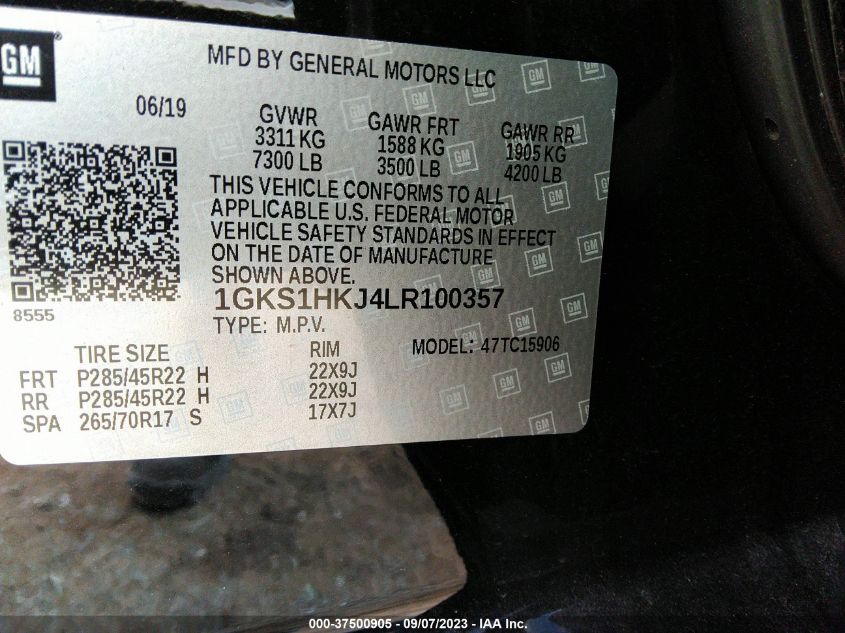 GM ®
MFD BY GENERAL MOTORS LLC
06/19
GVWR GAWR FRT GAWR RR
3311 KG 1588 KG 1905 KG
7300 LB 3500 LB 4200 LB
THIS VEHICLE CONFORMS TO ALL
APPLICABLE U.S. FEDERAL MOTOR
VEHICLE SAFETY STANDARDS IN EFFECT
ON THE DATE OF MANUFACTURE
SHOWN ABOVE.
8555
1GKS1HKJ4LR100357
TYPE: M.P.V.
MODEL: 47TC15906
TIRE SIZE RIM
FRT P285/45R22 H 22X9J
RR P285/45R22 H 22X9J
SPA 265/70R17 S 17X7J
000-37500905 - 09/07/2023 - © IAA Inc.